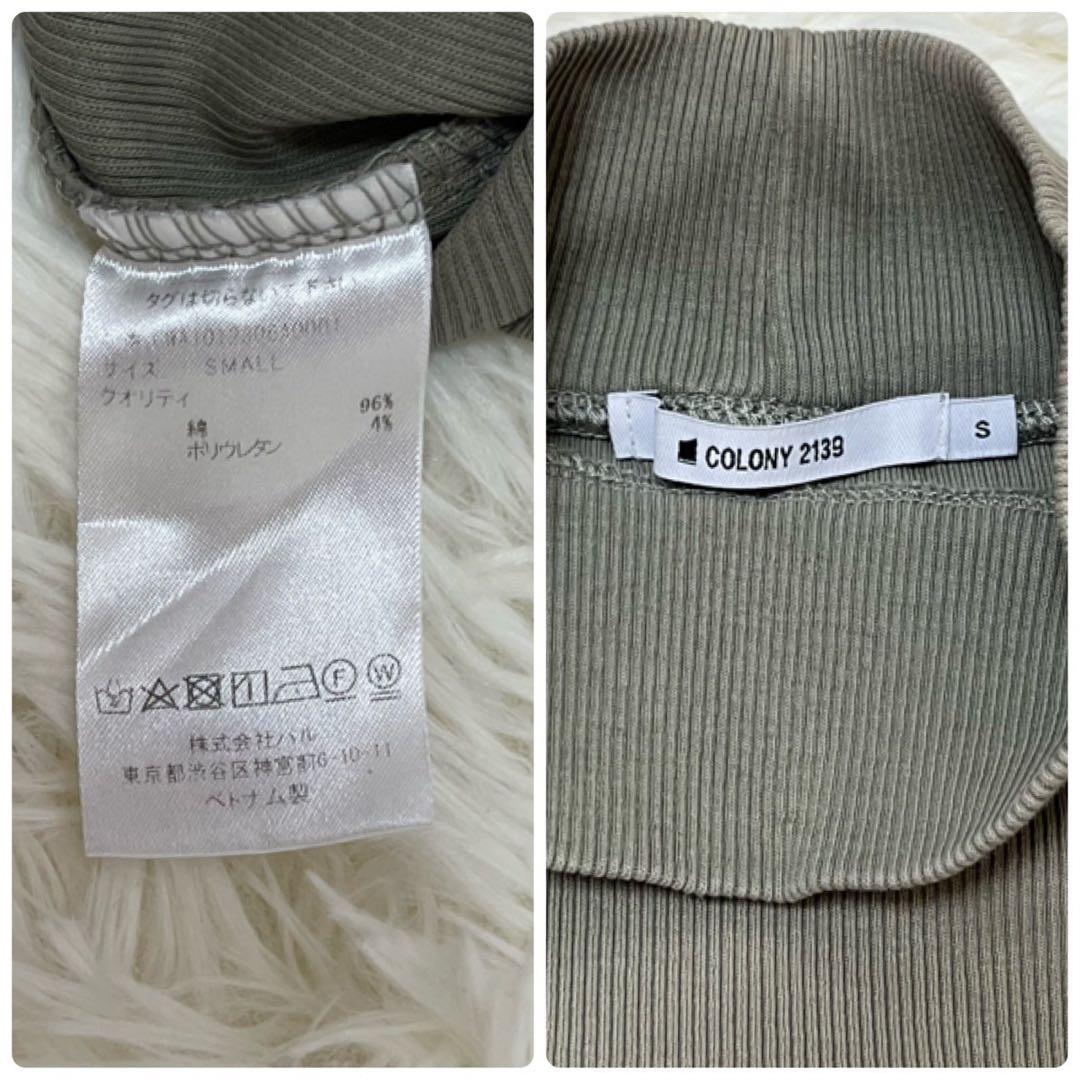 タグは切らないで下さい
サイズ SMALL
クオリティ
96%
綿
4%
ポリウレタン
F
W
株式会社ハル
東京都渋谷区神宮前6-10-11
ベトナム製
COLONY 2139
S